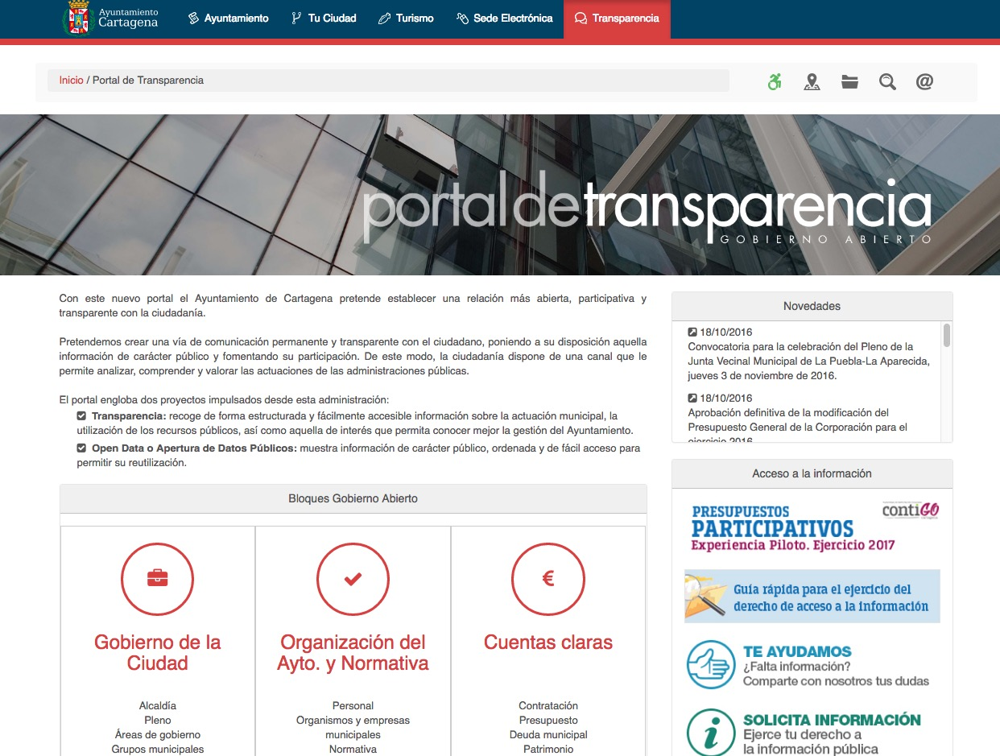 Ayuntamiento
Cartagena
Ayuntamiento
Tu Ciudad
Turismo
Sede Electrónica
Transparencia
Inicio / Portal de Transparencia
portaldetransparencia
GOBIERNO ABIERTO
Con este nuevo portal el Ayuntamiento de Cartagena pretende establecer una relación más abierta, participativa y
transparente con la ciudadanía.
Pretendemos crear una vía de comunicación permanente y transparente con el ciudadano, poniendo a su disposición aquella
información de carácter público y fomentando su participación. De este modo, la ciudadanía dispone de una canal que le
permite analizar, comprender y valorar las actuaciones de las administraciones públicas.
El portal engloba dos proyectos impulsados desde esta administración:
Transparencia: recoge de forma estructurada y fácilmente accesible información sobre la actuación municipal, la
utilización de los recursos públicos, así como aquella de interés que permita conocer mejor la gestión del Ayuntamiento.
Open Data o Apertura de Datos Públicos: muestra información de carácter público, ordenada y de fácil acceso para
permitir su reutilización.
Bloques Gobierno Abierto
Gobierno de la
Ciudad
Alcaldía
Pleno
Áreas de gobierno
Grupos municipales
Organización del
Ayto. y Normativa
Personal
Organismos y empresas
municipales
Normativa
€
Cuentas claras
Contratación
Presupuesto
Deuda municipal
Patrimonio
Novedades
18/10/2016
Convocatoria para la celebración del Pleno de la
Junta Vecinal Municipal de La Puebla-La Aparecida,
jueves 3 de noviembre de 2016.
18/10/2016
Aprobación definitiva de la modificación del
Presupuesto General de la Corporación para el
ejercicio 2016
Acceso a la información
contiGO
PRESUPUESTOS
PARTICIPATIVOS
Experiencia Piloto. Ejercicio 2017
Guía rápida para el ejercicio del
derecho de acceso a la información
TE AYUDAMOS
¿Falta información?
Comparte con nosotros tus dudas
SOLICITA INFORMACIÓN
Ejerce tu derecho a
la información pública